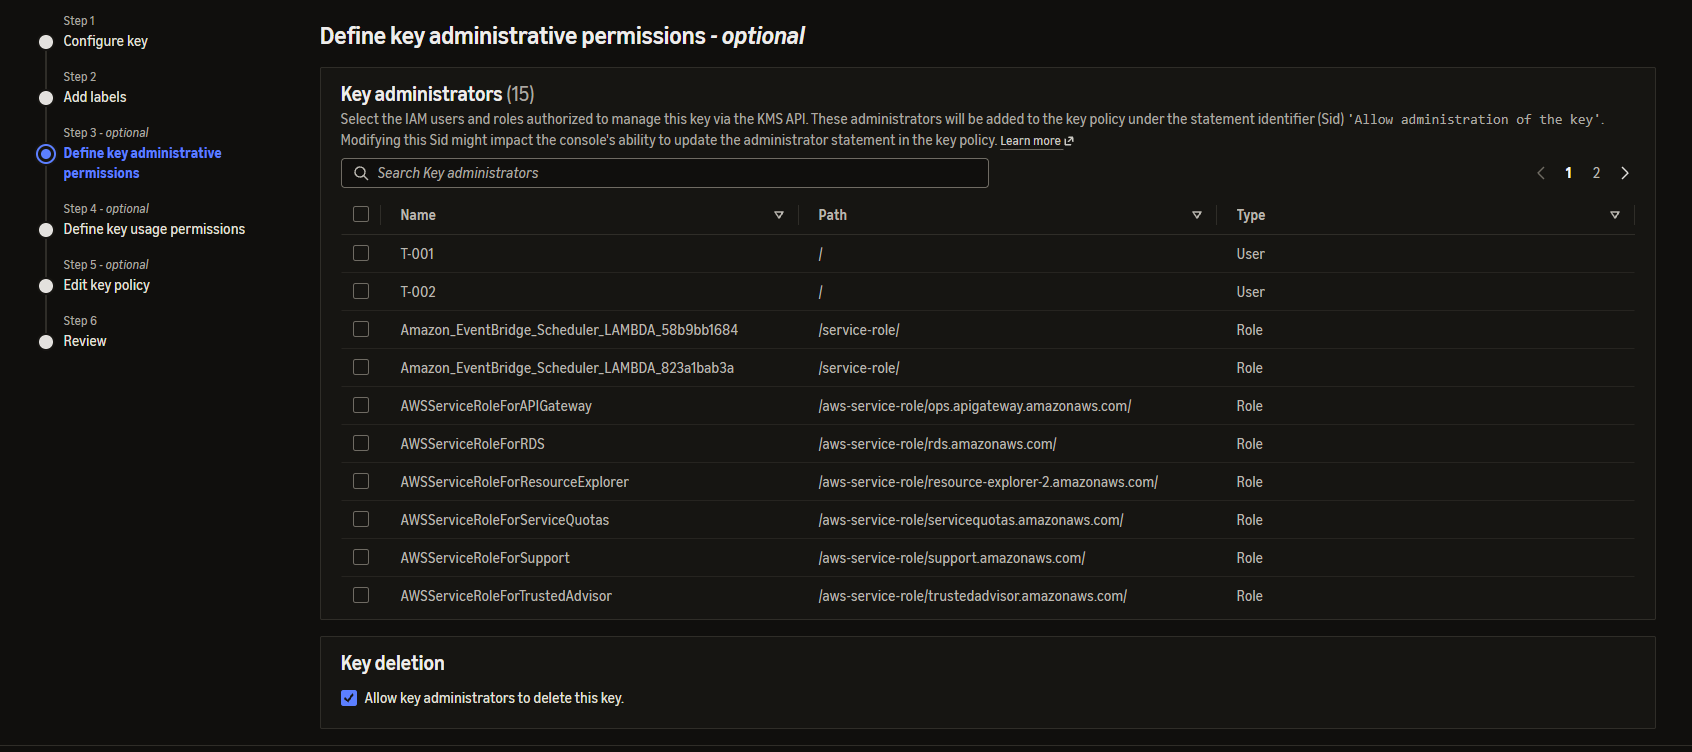 Step 1
Configure key
Step 2
Add labels
Step 3 - optional
Define key administrative
permissions
Step 4 - optional
Define key usage permissions
Step 5 - optional
Edit key policy
Step 6
Review
Define key administrative permissions - optional
Key administrators (15)
Select the IAM users and roles authorized to manage this key via the KMS API. These administrators will be added to the key policy under the statement identifier (Sid) 'Allow administration of the key'.
Modifying this Sid might impact the console's ability to update the administrator statement in the key policy. Learn more
Search Key administrators
1 2
Name Path Type
T-001 / User
T-002 / User
Amazon_EventBridge_Scheduler_LAMBDA_58b9bb1684 /service-role/ Role
Amazon_EventBridge_Scheduler_LAMBDA_823a1bab3a /service-role/ Role
AWSServiceRoleForAPIGateway /aws-service-role/ops.apigateway.amazonaws.com/ Role
AWSServiceRoleForRDS /aws-service-role/rds.amazonaws.com/ Role
AWSServiceRoleForResourceExplorer /aws-service-role/resource-explorer-2.amazonaws.com/ Role
AWSServiceRoleForServiceQuotas /aws-service-role/servicequotas.amazonaws.com/ Role
AWSServiceRoleForSupport /aws-service-role/support.amazonaws.com/ Role
AWSServiceRoleForTrustedAdvisor /aws-service-role/trustedadvisor.amazonaws.com/ Role
Key deletion
Allow key administrators to delete this key.